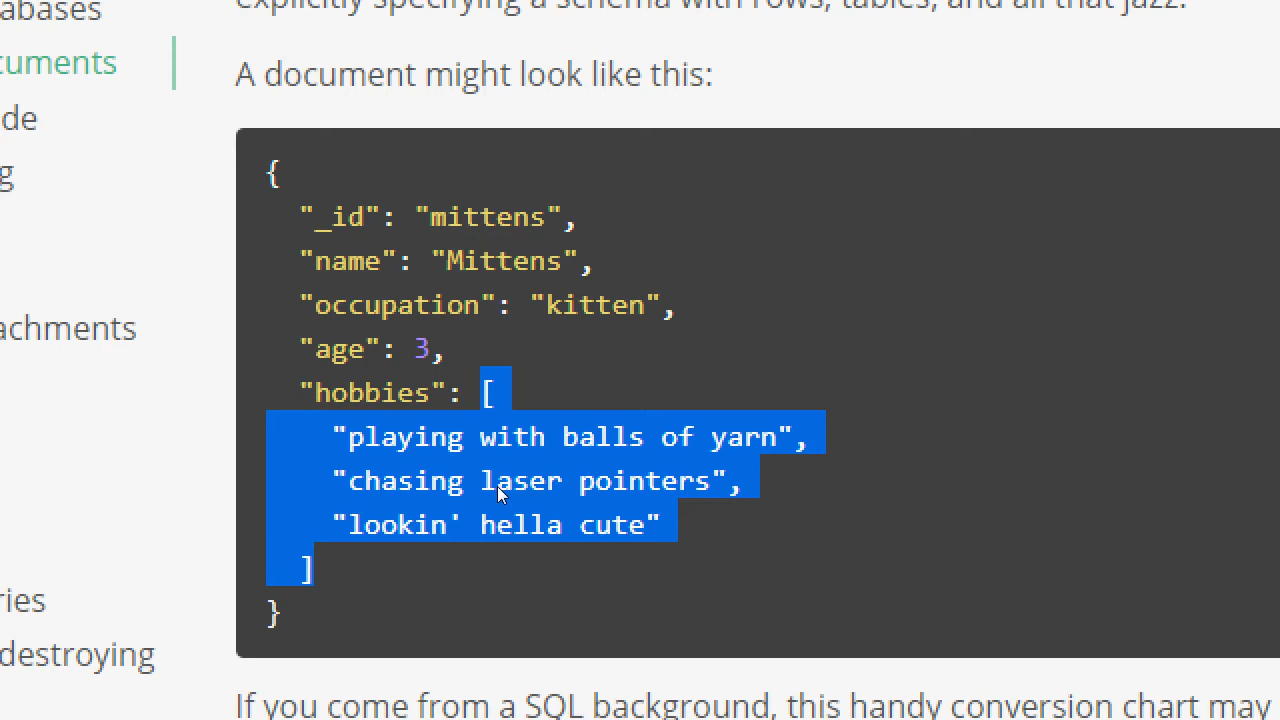 explicitly specifying a schema with rows, tables, and all that jazz.
A document might look like this:
{
"_id": "mittens",
"name": "Mittens",
"occupation": "kitten",
"age": 3,
"hobbies": [
"playing with balls of yarn",
"chasing laser pointers",
"lookin' hella cute"
]
}
If you come from a SQL background, this handy conversion chart may
abases
cuments
de
g
achments
ries
destroying